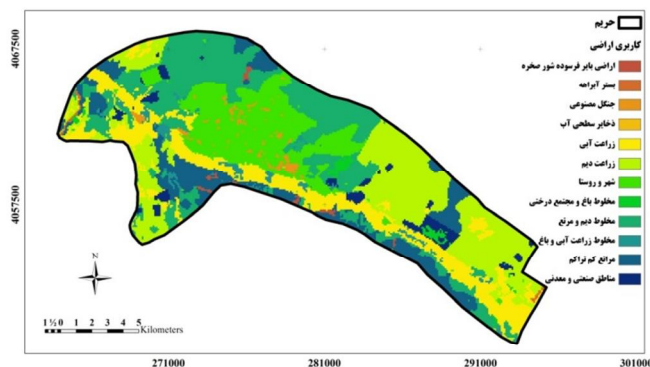 4067500
4057500
حریم
کاربری اراضی
اراضی بایر فرسوده شور صخره
بستر آبراهه
جنگل مصنوعی
ذخایر سطحی آب
زراعت آبی
زراعت دیم
شهر و روستا
مخلوط باغ و مجتمع درختی
مخلوط دیم و مرتع
مخلوط زراعت آبی و باغ
مراتع کم تراکم
مناطق صنعتی و معدنی
N
1 ½ 0 1 2 3 4 5
Kilometers
271000 281000 291000 301000